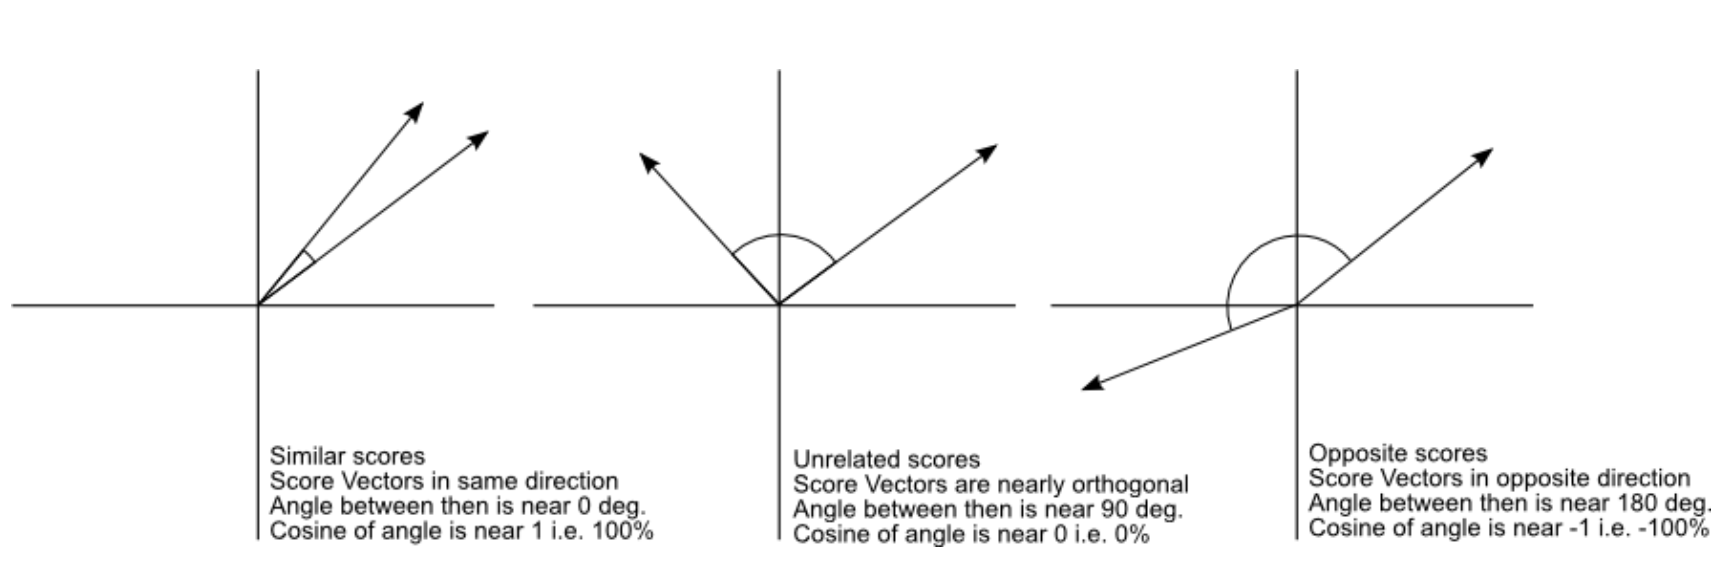 Similar scores
Score Vectors in same direction
Angle between then is near 0 deg.
Cosine of angle is near 1 i.e. 100%
Unrelated scores
Score Vectors are nearly orthogonal
Angle between then is near 90 deg.
Cosine of angle is near 0 i.e. 0%
Opposite scores
Score Vectors in opposite direction
Angle between then is near 180 deg.
Cosine of angle is near -1 i.e. -100%